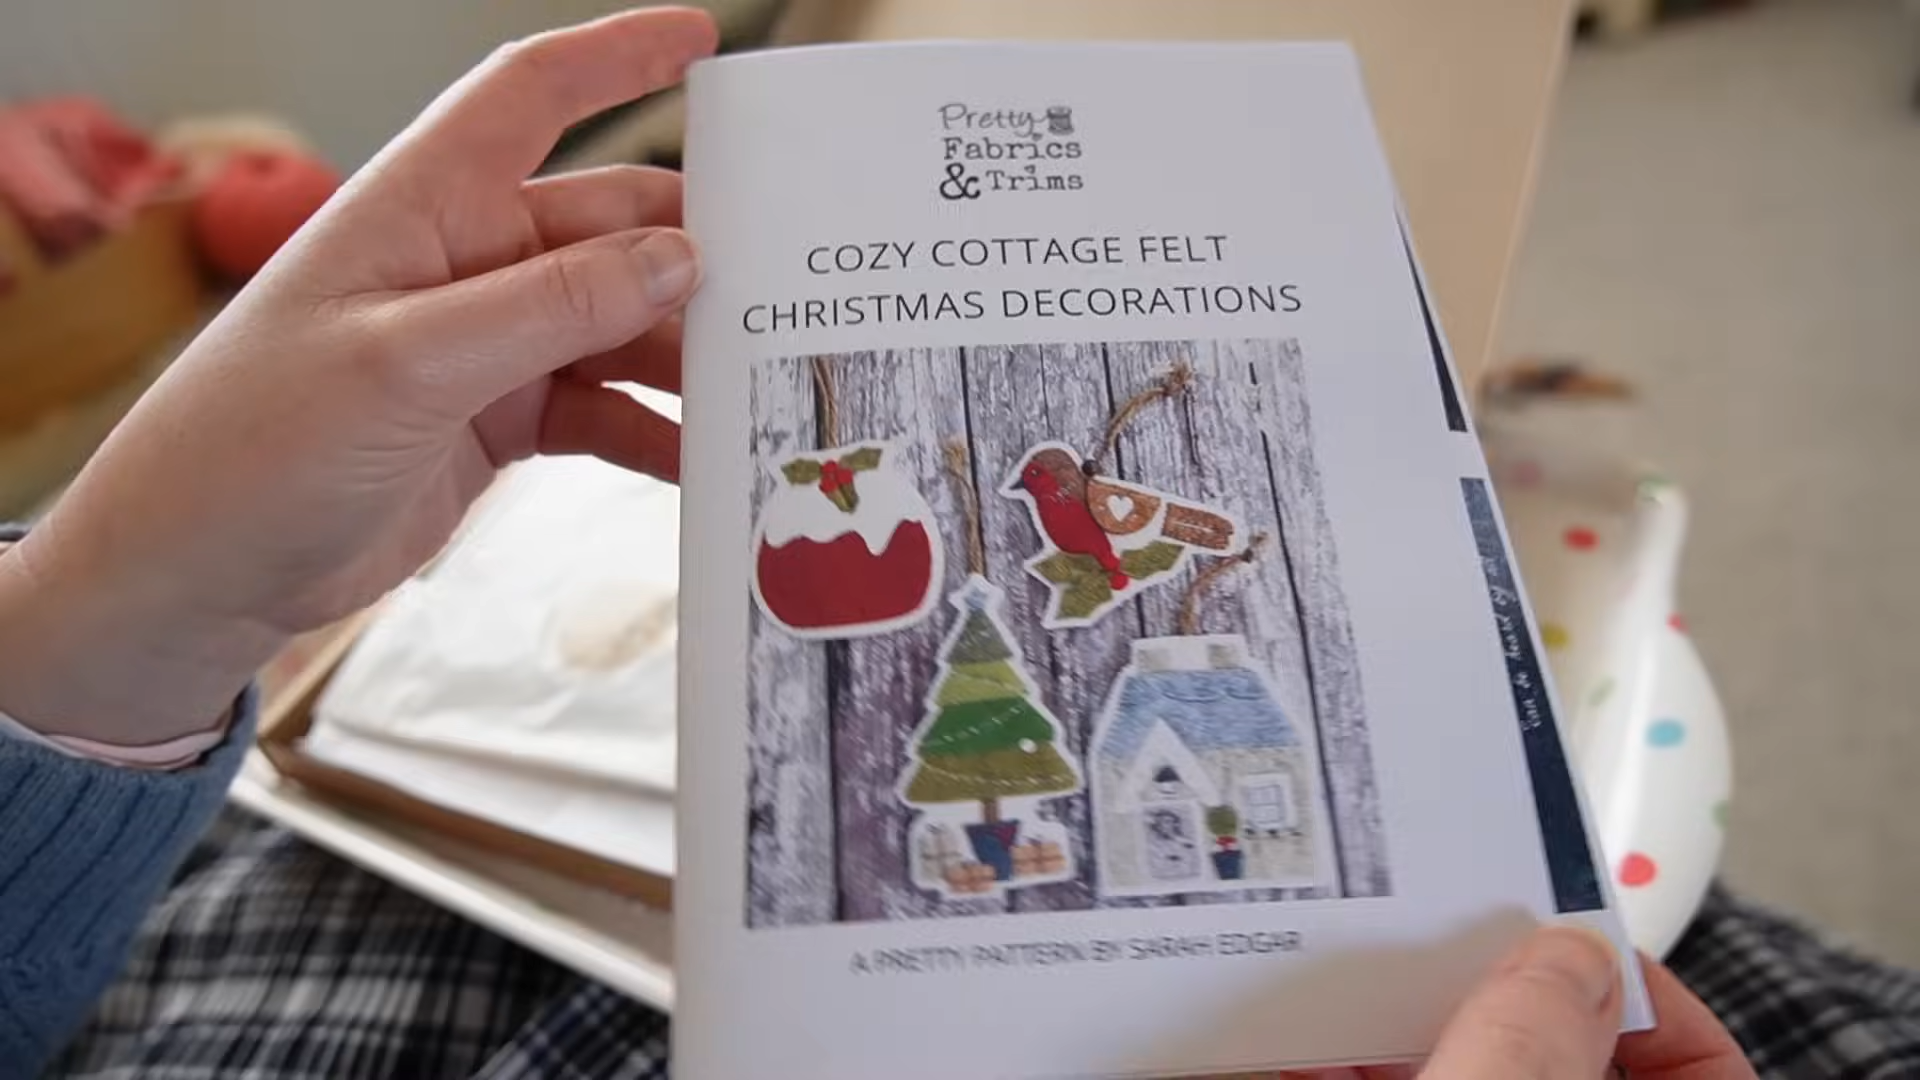 Pretty
Fabrics
& Trims
COZY COTTAGE FELT
CHRISTMAS DECORATIONS
A PRETTY PATTERN BY SARAH EDGAR